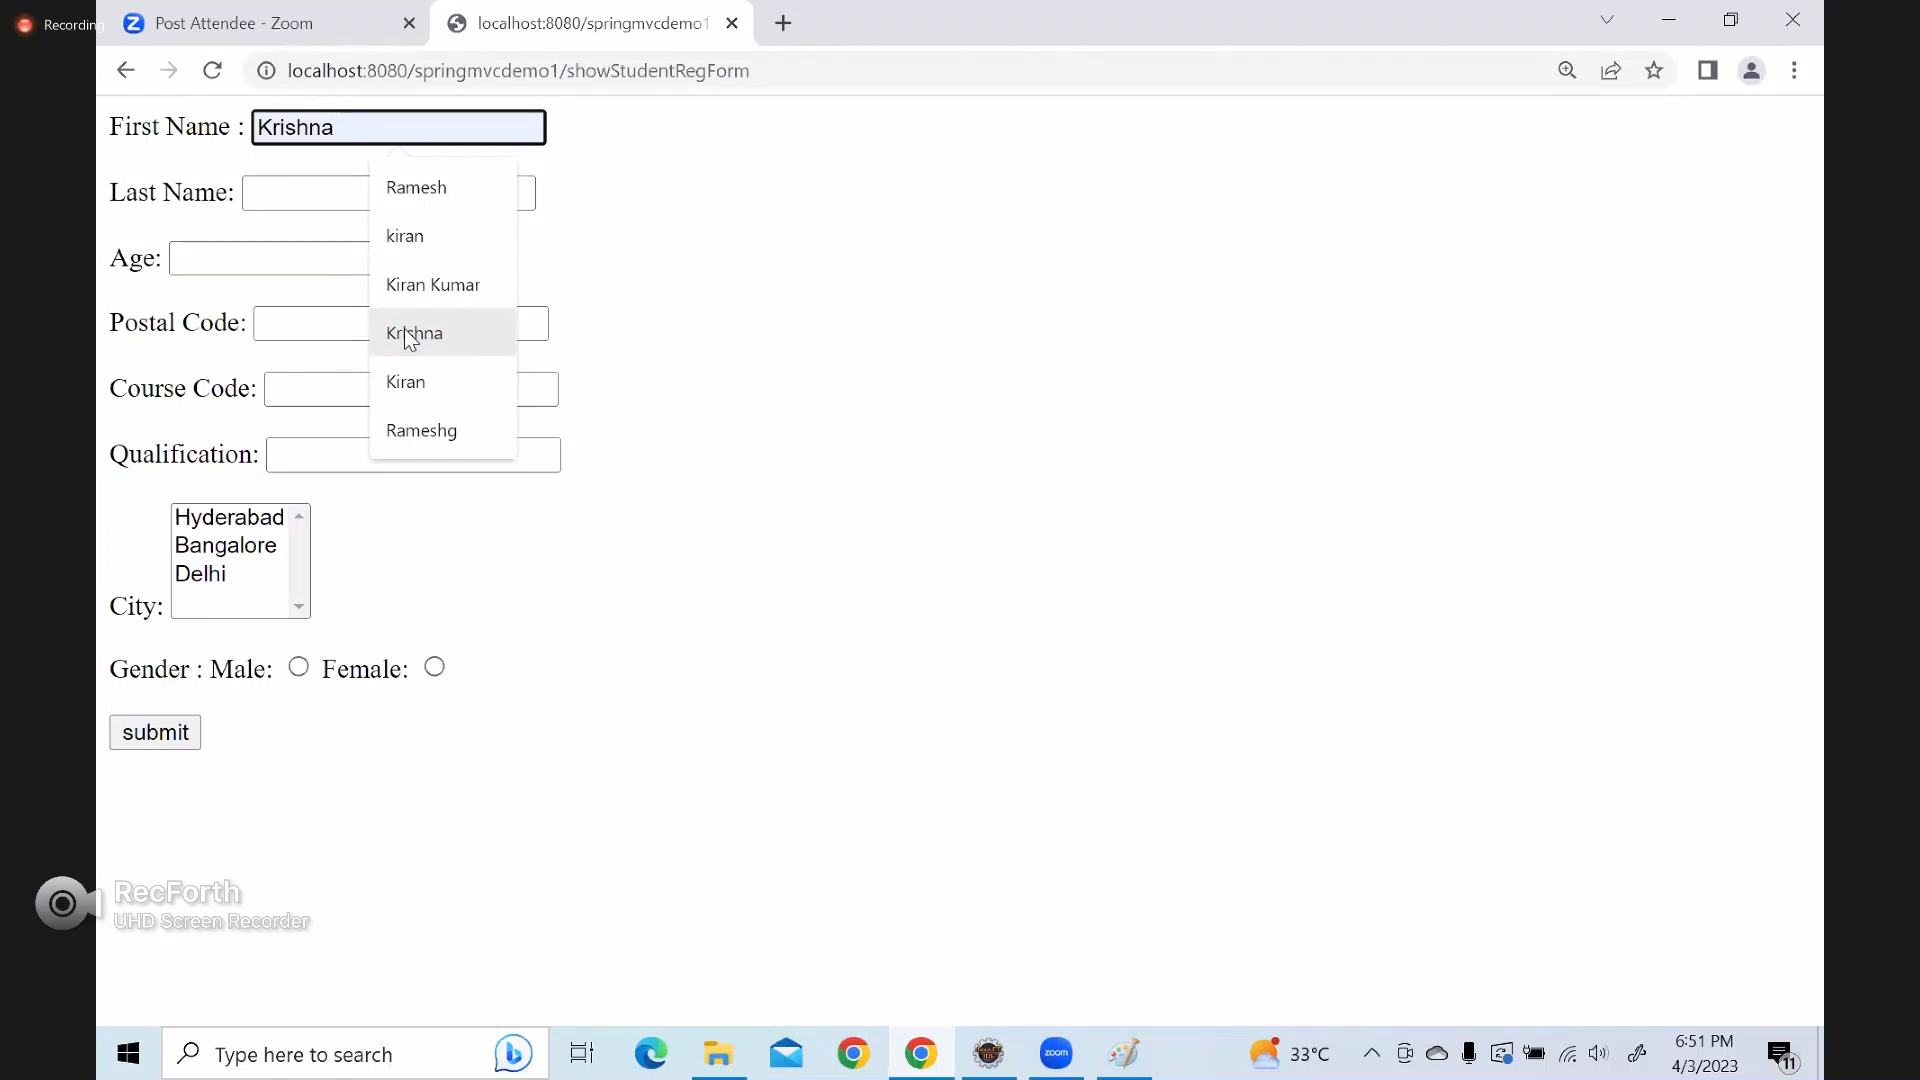 Recording
Post Attendee - Zoom
localhost:8080/springmvcdemo1
localhost:8080/springmvcdemo1/showStudentRegForm
First Name : Krishna
Ramesh
Last Name:
kiran
Age:
Kiran Kumar
Postal Code:
Krishna
Course Code:
Kiran
Rameshg
Qualification:
Hyderabad
Bangalore
Delhi
City:
Gender : Male: Female:
submit
RecForth
UHD Screen Recorder
Type here to search
zoom
33°C
6:51 PM
4/3/2023
11